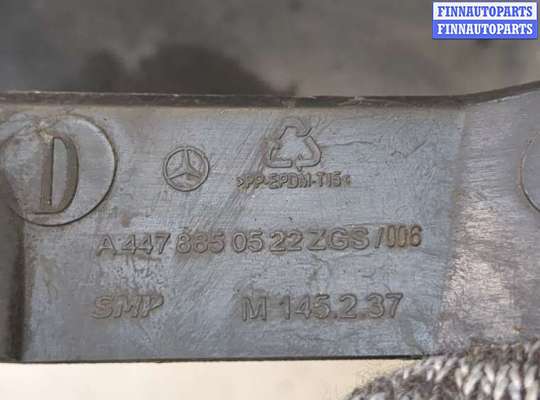 FINNAUTOPARTS
FINNAUTOPARTS
D
>PP-EPDM-T15<
A 447 885 05 22 ZGS /006
SMP M 145.2 37